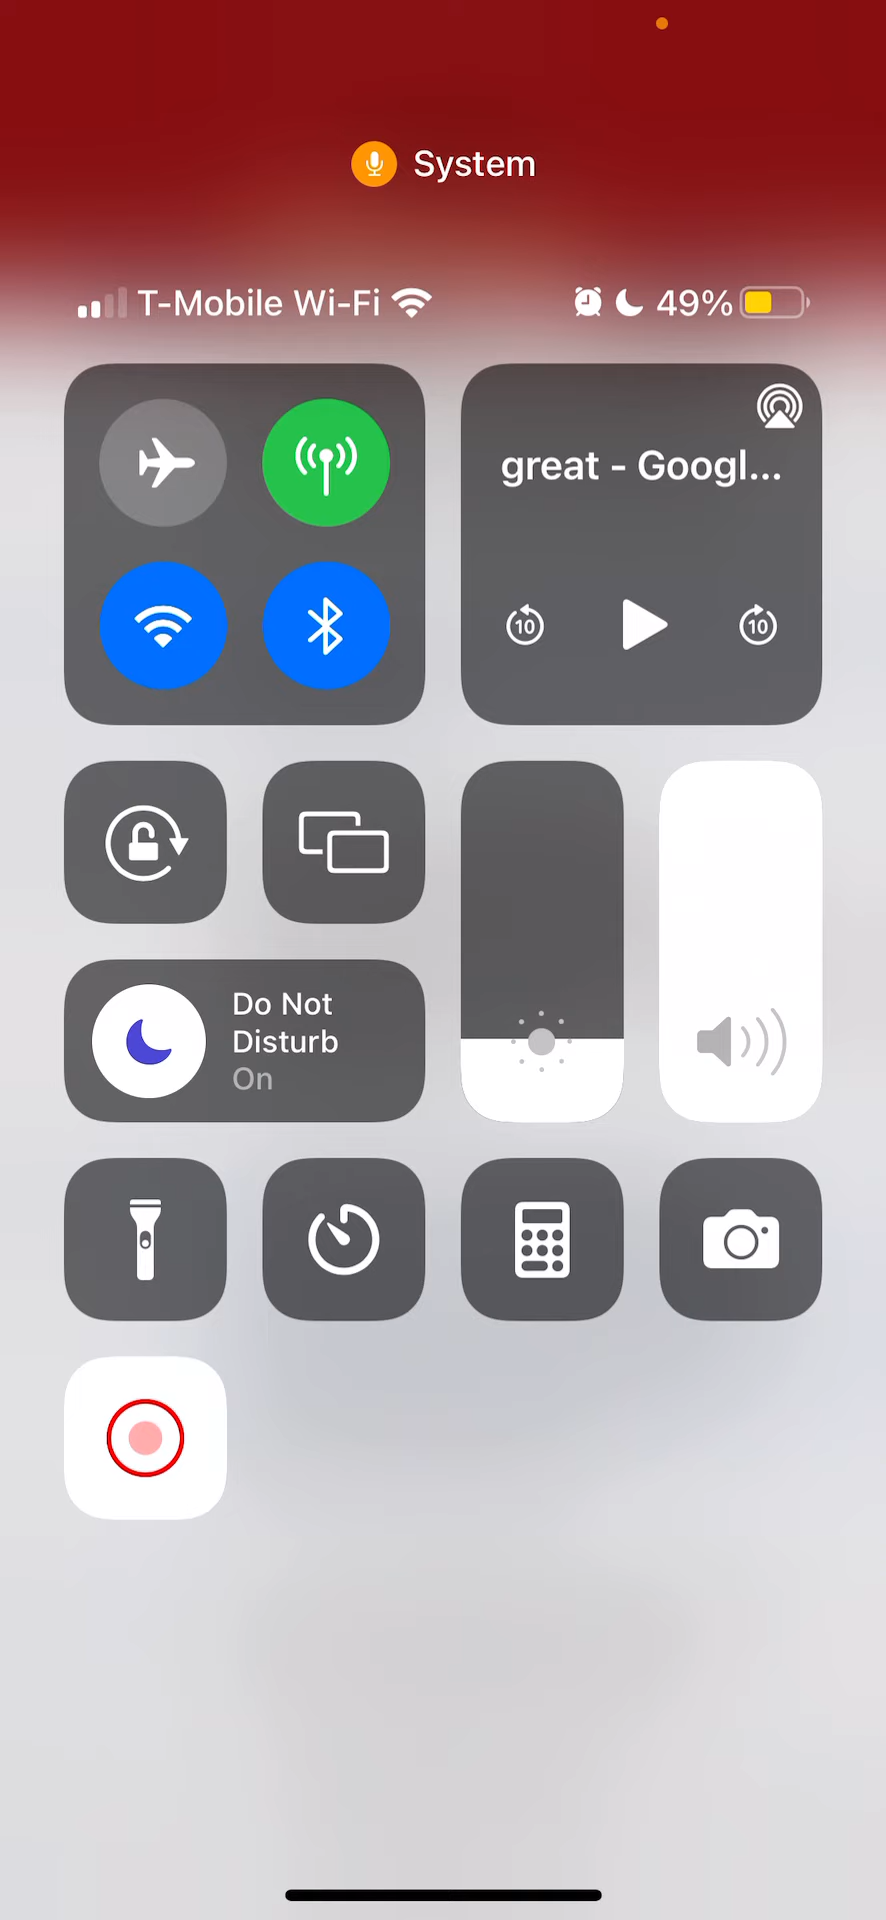 System
T-Mobile Wi-Fi 49%
great - Googl...
10 10
Do Not
Disturb
On